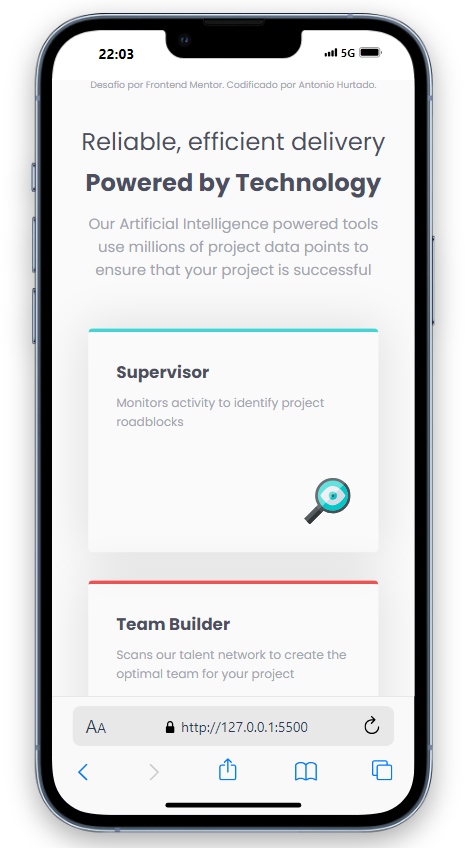 22:03
5G
Desafío por Frontend Mentor. Codificado por Antonio Hurtado.
Reliable, efficient delivery
Powered by Technology
Our Artificial Intelligence powered tools
use millions of project data points to
ensure that your project is successful
Supervisor
Monitors activity to identify project
roadblocks
Team Builder
Scans our talent network to create the
optimal team for your project
AA
http://127.0.0.1:5500